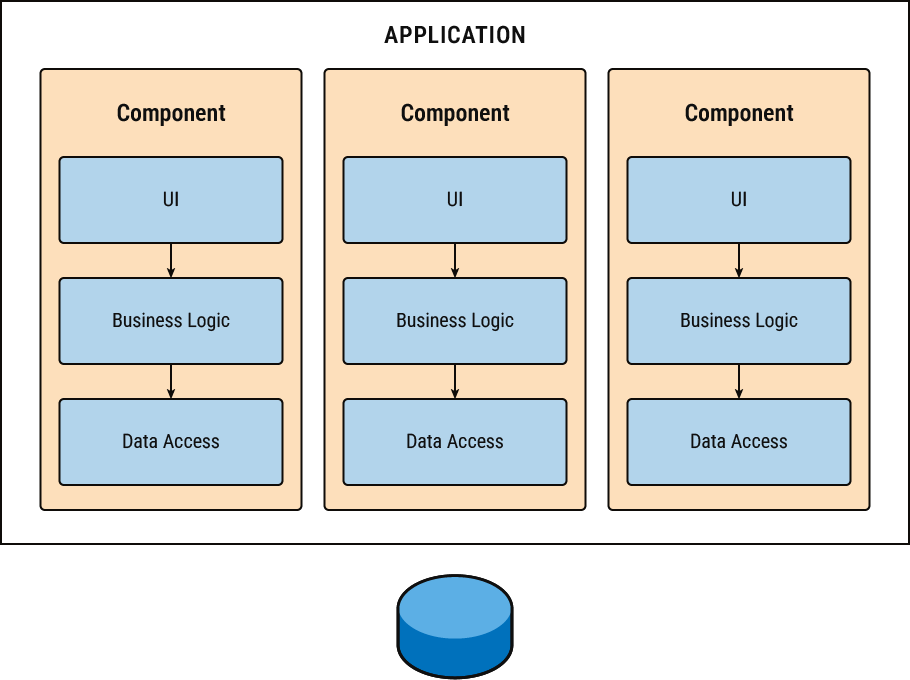 APPLICATION
Component
UI
Business Logic
Data Access
Component
UI
Business Logic
Data Access
Component
UI
Business Logic
Data Access